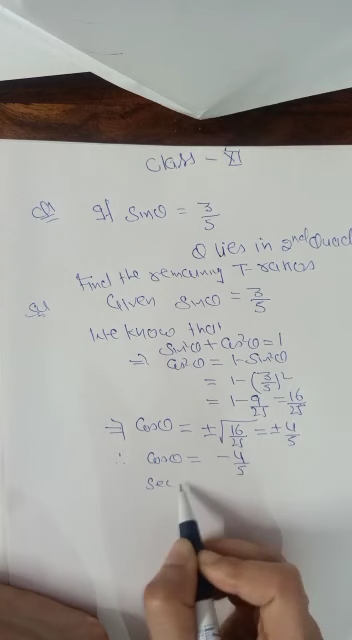 Class - XI
Q1 If sinθ = 3/5
θ lies in 2nd Quad
Find the remaining T-ratios
Sol Given sinθ = 3/5
We know that
sin²θ + cos²θ = 1
⇒ cos²θ = 1 - sin²θ
= 1 - (3/5)²
= 1 - 9/25 = 16/25
⇒ cosθ = ±√16/25 = ±4/5
∴ cosθ = -4/5
sec